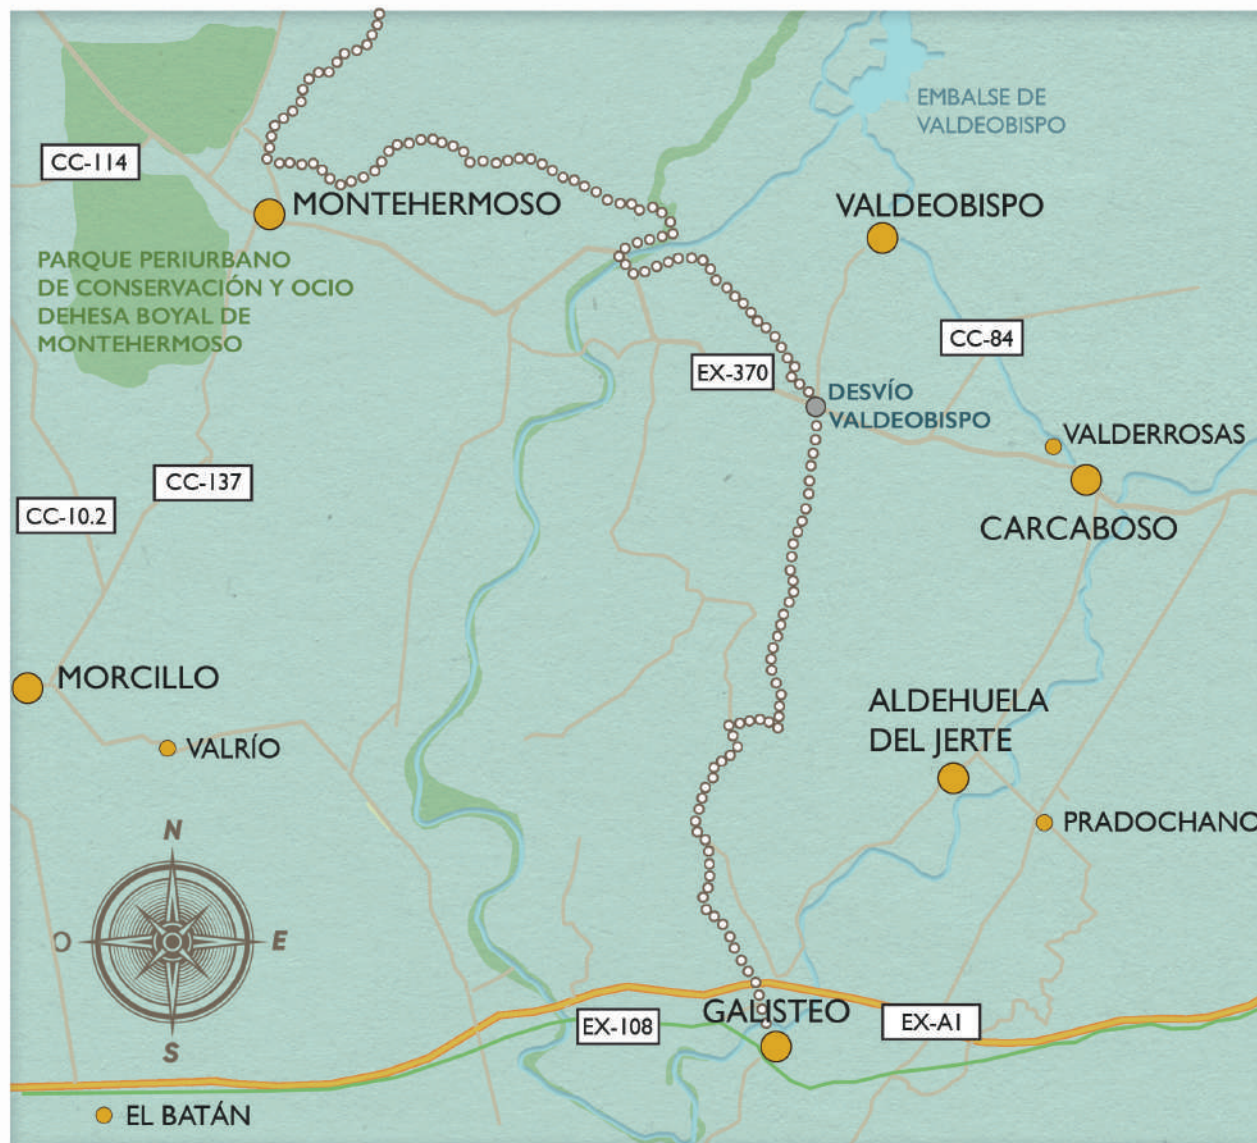 EMBALSE DE
VALDEOBISPO
CC-114
MONTEHERMOSO
VALDEOBISPO
PARQUE PERIURBANO
DE CONSERVACIÓN Y OCIO
DEHESA BOYAL DE
MONTEHERMOSO
CC-84
EX-370
DESVÍO
VALDEOBISPO
VALDERROSAS
CC-137
CC-10.2
CARCABOSO
MORCILLO
ALDEHUELA
DEL JERTE
VALRÍO
PRADOCHANO
N
O
E
S
GALISTEO
EX-108
EX-A1
EL BATÁN